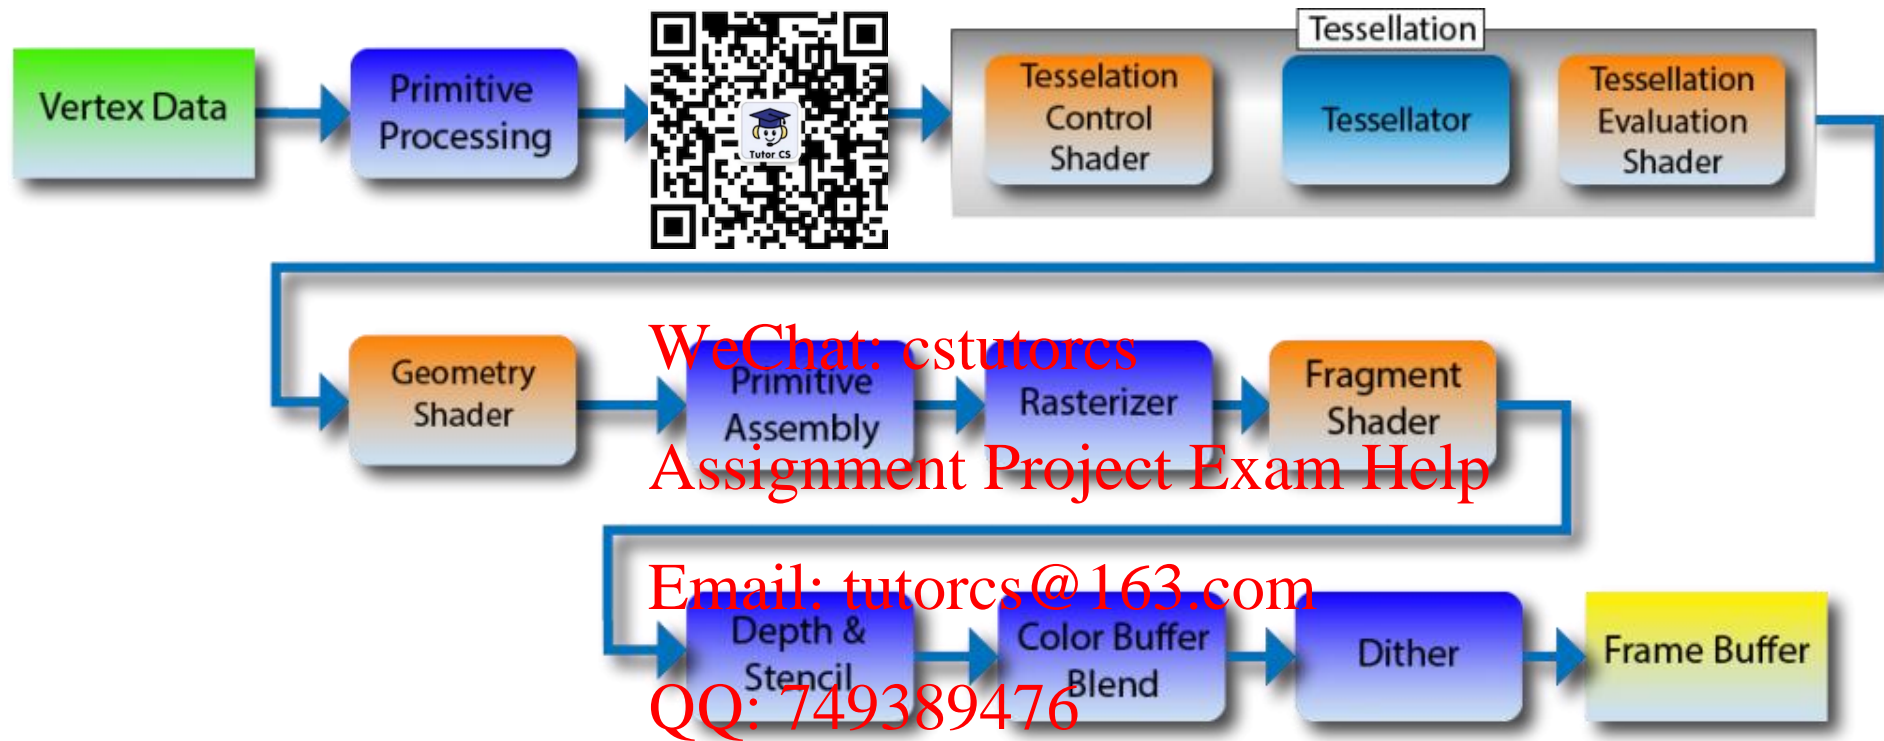 Tessellation
Vertex Data
Primitive
Processing
Tutor CS
Tesselation
Control
Shader
Tessellator
Tessellation
Evaluation
Shader
Geometry
Shader
WeChat: cstutorcs
Primitive
Assembly
Rasterizer
Fragment
Shader
Assignment Project Exam Help
Email: tutorcs@163.com
Depth &
Stencil
Color Buffer
Blend
Dither
Frame Buffer
QQ: 749389476